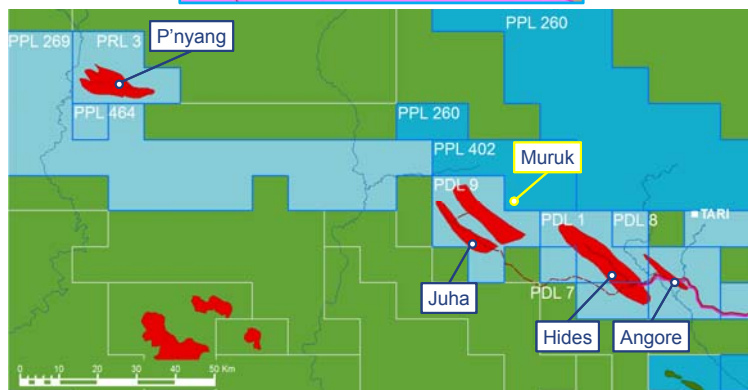 PPL 269
PRL 3
P'nyang
PPL 260
PPL 464
PPL 260
PPL 402
Muruk
PDL 9
PDL 1
PDL 8
TARI
Juha
PDL 7
Hides
Angore
0 10 20 30 40 50 Km